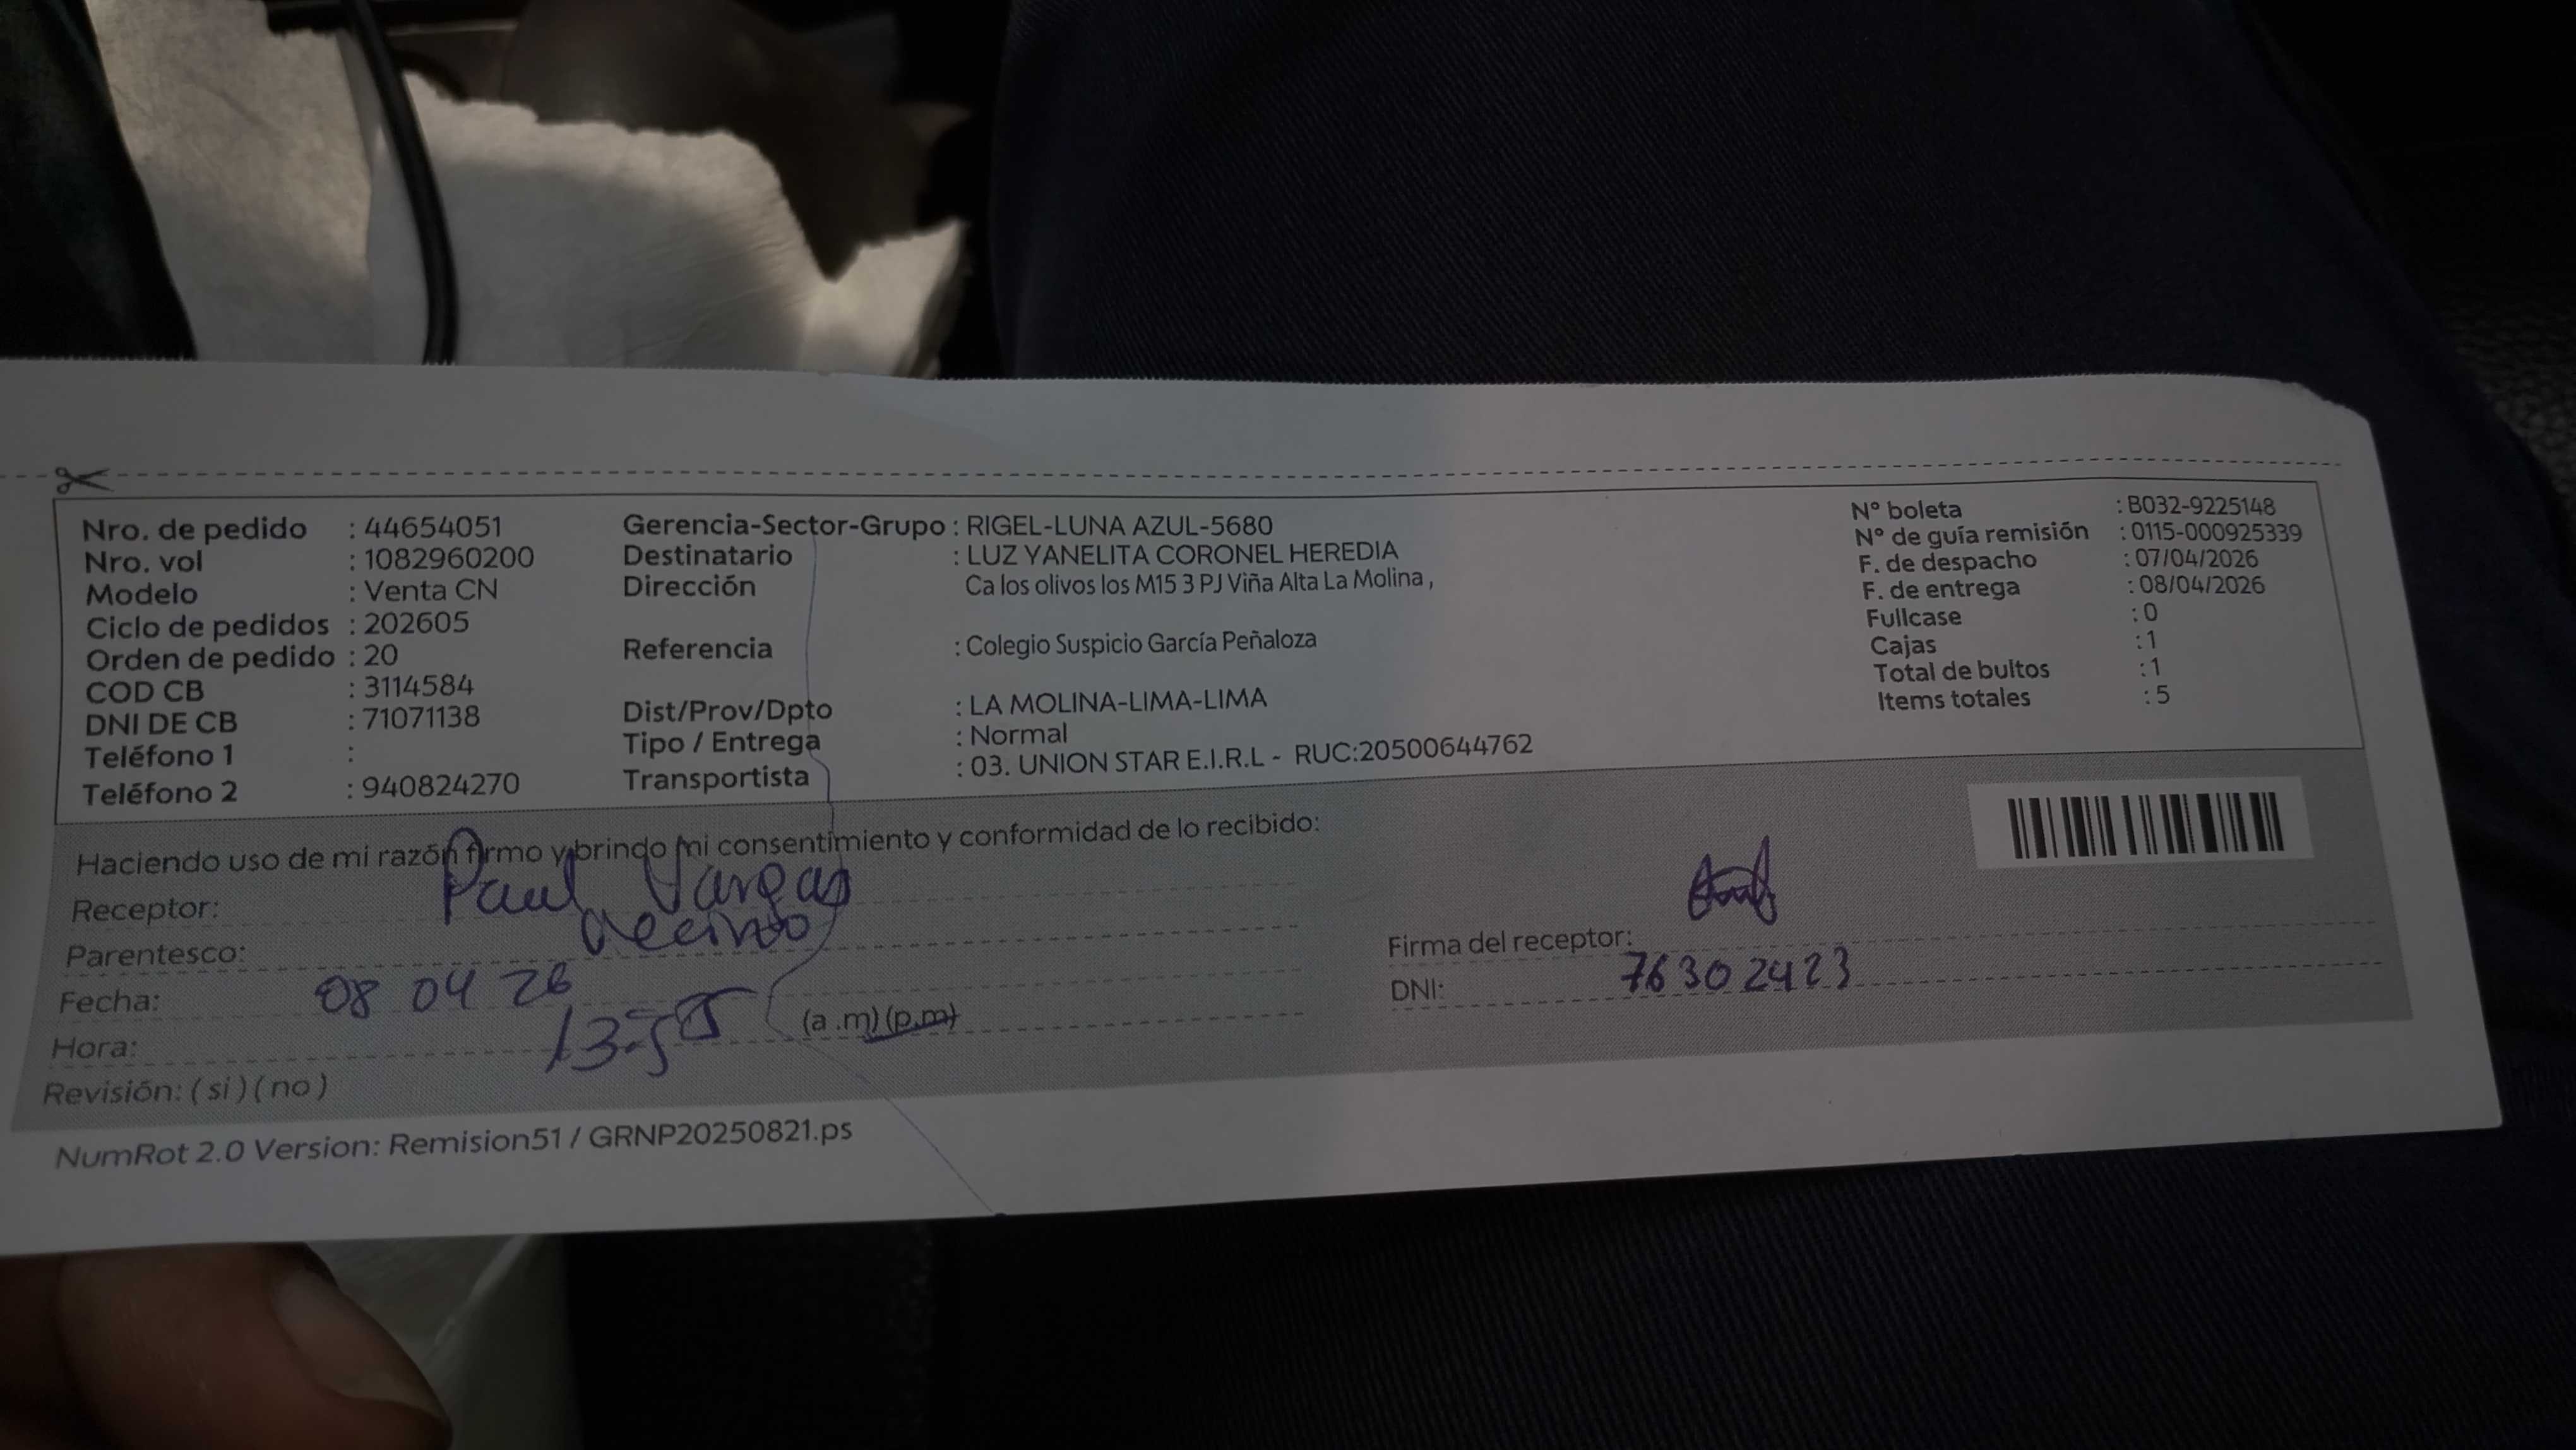 Nro. de pedido : 44654051
Nro. vol : 1082960200
Modelo : Venta CN
Ciclo de pedidos : 202605
Orden de pedido : 20
COD CB : 3114584
DNI DE CB : 71071138
Teléfono 1 :
Teléfono 2 : 940824270
Gerencia-Sector-Grupo : RIGEL-LUNA AZUL-5680
Destinatario : LUZ YANELITA CORONEL HEREDIA
Dirección Ca los olivos los M15 3 PJ Viña Alta La Molina ,
Referencia : Colegio Suspicio García Peñaloza
Dist/Prov/Dpto : LA MOLINA-LIMA-LIMA
Tipo / Entrega : Normal
Transportista : 03. UNION STAR E.I.R.L - RUC:20500644762
N° boleta : B032-9225148
N° de guía remisión : 0115-000925339
F. de despacho : 07/04/2026
F. de entrega : 08/04/2026
Fullcase : 0
Cajas : 1
Total de bultos : 1
Items totales : 5
Haciendo uso de mi razón firmo y brindo mi consentimiento y conformidad de lo recibido:
Receptor: Paul Vargas
Parentesco:
Fecha: 08 04 26
Hora: 13:55 (a .m) (p.m)
Revisión: ( si ) ( no )
Firma del receptor:
DNI: 76302423
NumRot 2.0 Version: Remision51 / GRNP20250821.ps